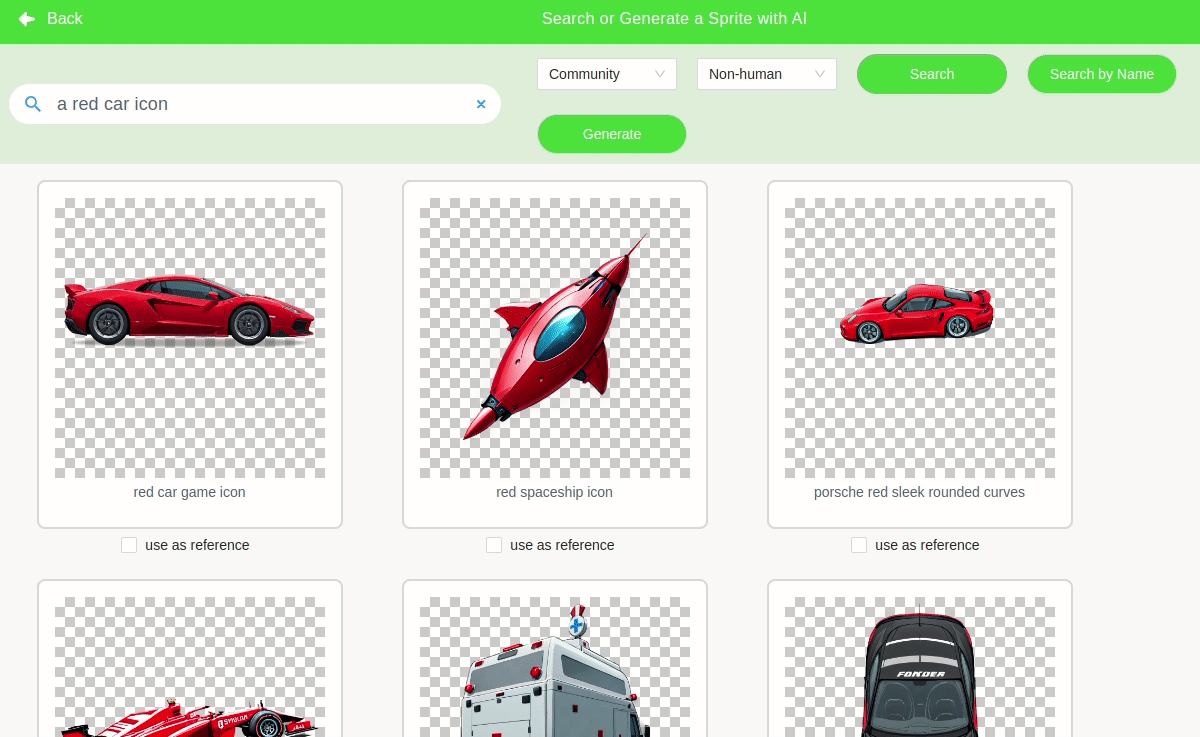 Back
Search or Generate a Sprite with AI
a red car icon
Community
Non-human
Search
Search by Name
Generate
red car game icon
red spaceship icon
porsche red sleek rounded curves
use as reference
use as reference
use as reference